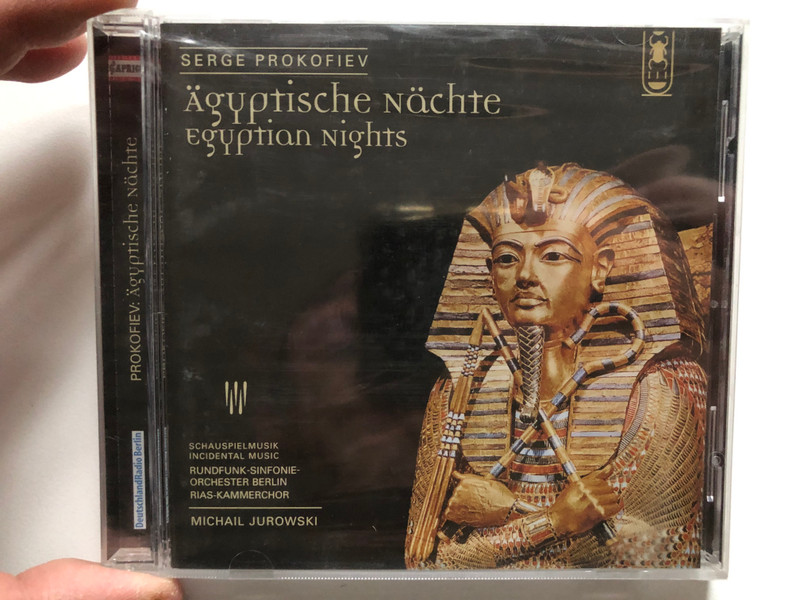 SERGE PROKOFIEV
Ägyptische Nächte
Egyptian Nights
SCHAUSPIELMUSIK
INCIDENTAL MUSIC
RUNDFUNK-SINFONIE-
ORCHESTER BERLIN
RIAS-KAMMERCHOR
MICHAIL JUROWSKI
CAPRICCIO
PROKOFIEV: Ägyptische Nächte
DeutschlandRadio Berlin